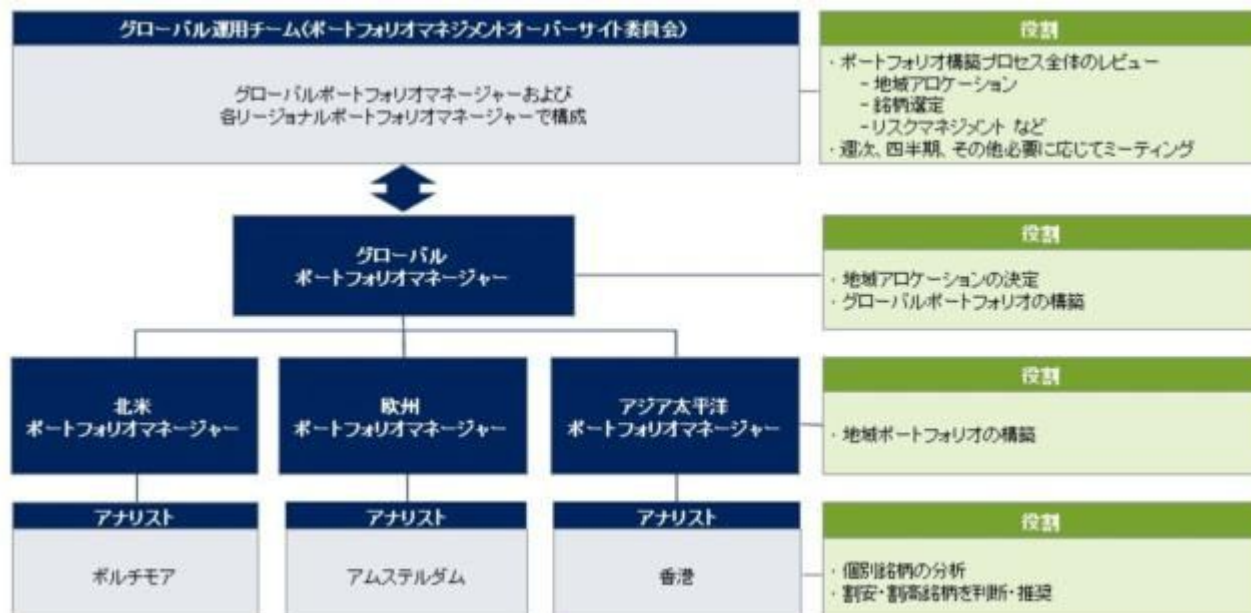 グローバル運用チーム(ポートフォリオマネジメントオーバーサイト委員会)
グローバルポートフォリオマネージャーおよび
各リージョナルポートフォリオマネージャーで構成
役割
・ポートフォリオ構築プロセス全体のレビュー
－地域アロケーション
－銘柄選定
－リスクマネジメント など
・週次、四半期、その他必要に応じてミーティング
グローバル
ポートフォリオマネージャー
役割
・地域アロケーションの決定
・グローバルポートフォリオの構築
北米
ポートフォリオマネージャー
欧州
ポートフォリオマネージャー
アジア太平洋
ポートフォリオマネージャー
役割
・地域ポートフォリオの構築
アナリスト
ボルチモア
アナリスト
アムステルダム
アナリスト
香港
役割
・個別銘柄の分析
・割安・割高銘柄を判断・推奨